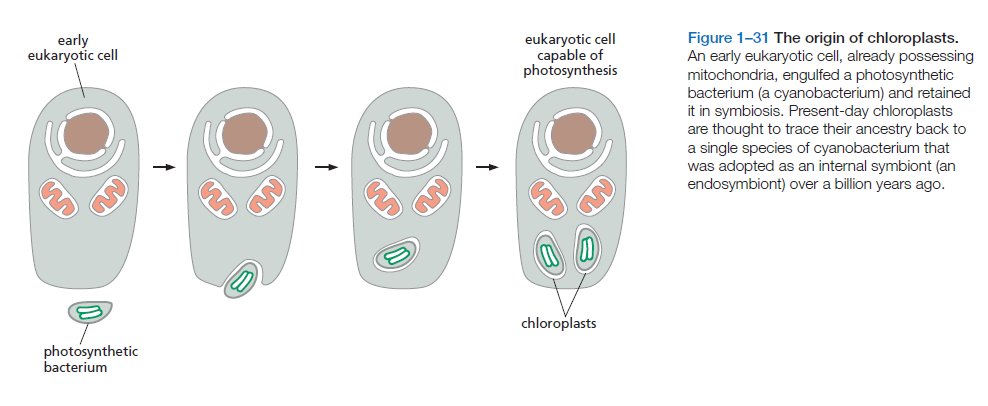 early
eukaryotic cell
photosynthetic
bacterium
eukaryotic cell
capable of
photosynthesis
chloroplasts
Figure 1–31 The origin of chloroplasts.
An early eukaryotic cell, already possessing
mitochondria, engulfed a photosynthetic
bacterium (a cyanobacterium) and retained
it in symbiosis. Present-day chloroplasts
are thought to trace their ancestry back to
a single species of cyanobacterium that
was adopted as an internal symbiont (an
endosymbiont) over a billion years ago.